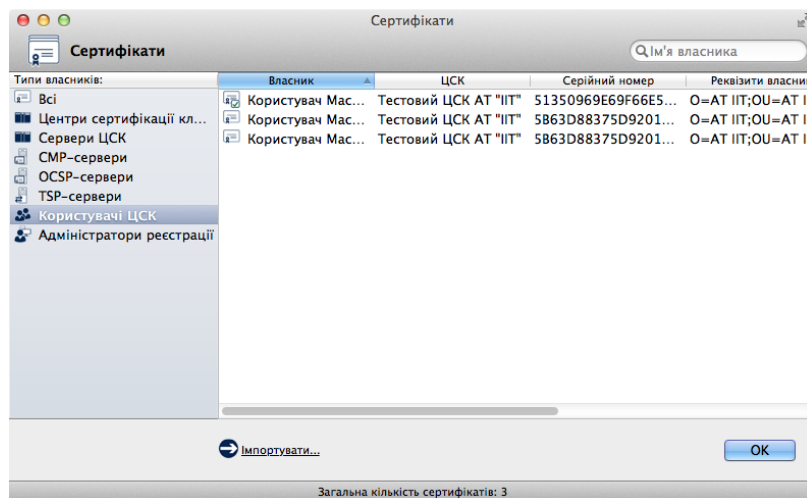 Сертифікати
Сертифікати
Ім'я власника
Типи власників:
Власник ЦСК Серійний номер Реквізити власни
Всі
Центри сертифікації кл...
Сервери ЦСК
CMP-сервери
OCSP-сервери
TSP-сервери
Користувачі ЦСК
Адміністратори реєстрації
Користувач Мас... Тестовий ЦСК АТ "ІІТ" 51350969E69F66E5... O=АТ ІІТ;OU=АТ І
Користувач Мас... Тестовий ЦСК АТ "ІІТ" 5B63D88375D9201... O=АТ ІІТ;OU=АТ І
Користувач Мас... Тестовий ЦСК АТ "ІІТ" 5B63D88375D9201... O=АТ ІІТ;OU=АТ І
Імпортувати...
OK
Загальна кількість сертифікатів: 3